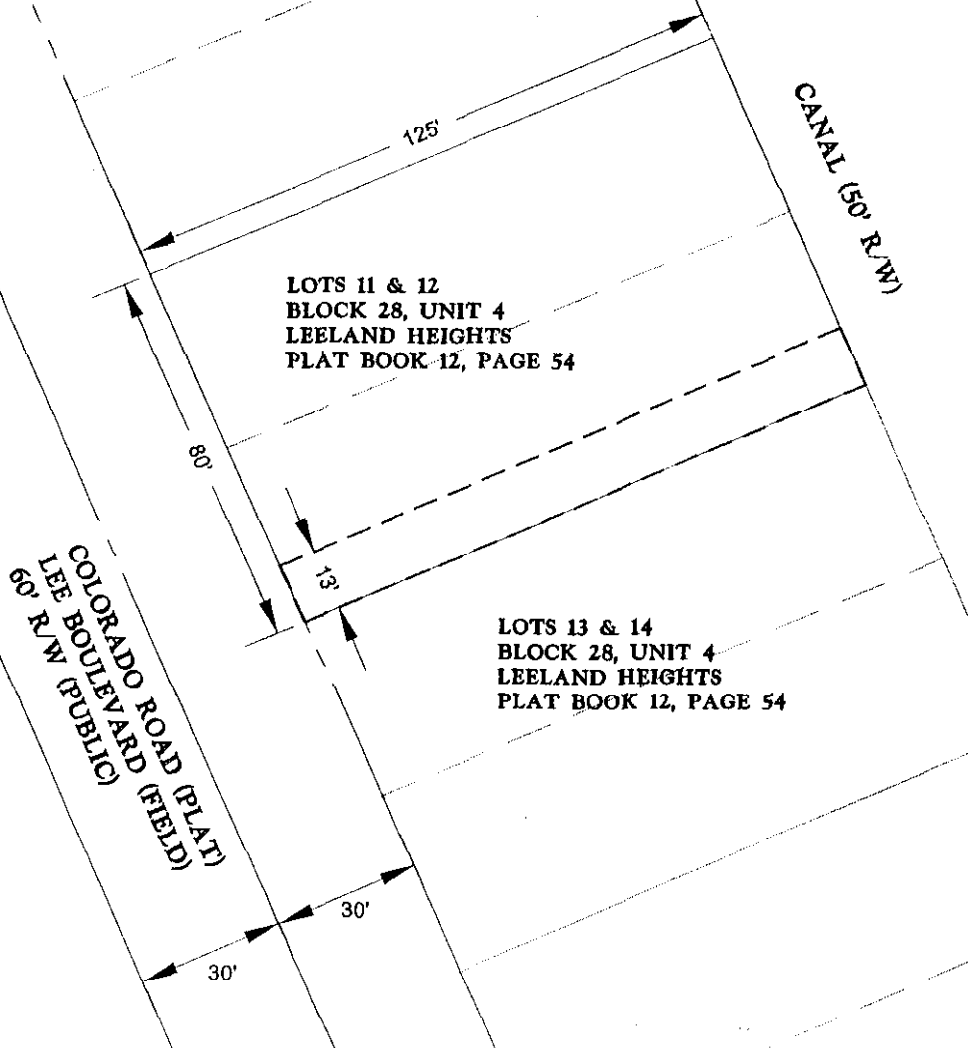 125'
CANAL (50' R/W)
LOTS 11 & 12
BLOCK 28, UNIT 4
LEELAND HEIGHTS
PLAT BOOK 12, PAGE 54
80'
13'
COLORADO ROAD (PLAT)
LEE BOULEVARD (FIELD)
60' R/W (PUBLIC)
LOTS 13 & 14
BLOCK 28, UNIT 4
LEELAND HEIGHTS
PLAT BOOK 12, PAGE 54
30'
30'